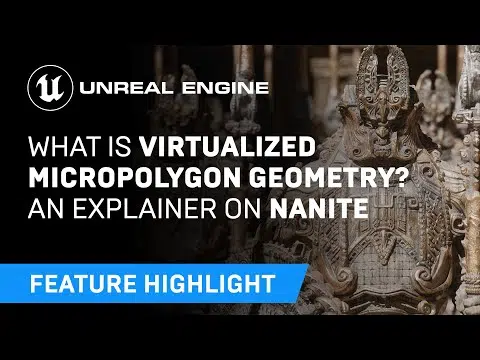 UNREAL ENGINE
WHAT IS VIRTUALIZED
MICROPOLYGON GEOMETRY?
AN EXPLAINER ON NANITE
FEATURE HIGHLIGHT